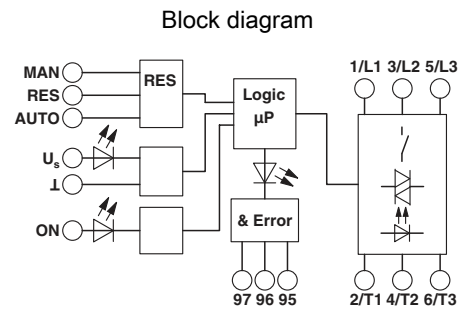 Block diagram
MAN
RES
AUTO
RES
Us
⊥
ON
Logic
µP
& Error
97 96 95
1/L1 3/L2 5/L3
2/T1 4/T2 6/T3